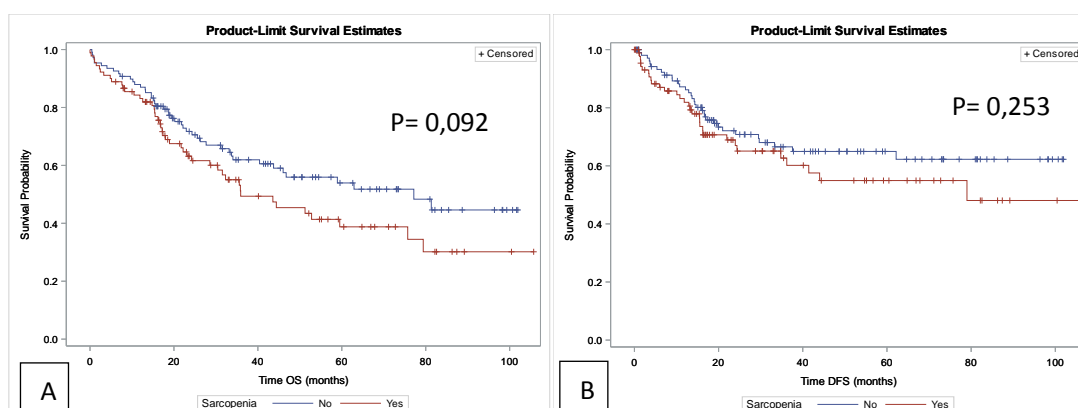 Product-Limit Survival Estimates
+ Censored
P= 0,092
Survival Probability
1.0
0.8
0.6
0.4
0.2
0.0
0 20 40 60 80 100
Time OS (months)
A
Sarcopenia No Yes
Product-Limit Survival Estimates
+ Censored
P= 0,253
Survival Probability
1.0
0.8
0.6
0.4
0.2
0.0
0 20 40 60 80 100
Time DFS (months)
B
Sarcopenia No Yes